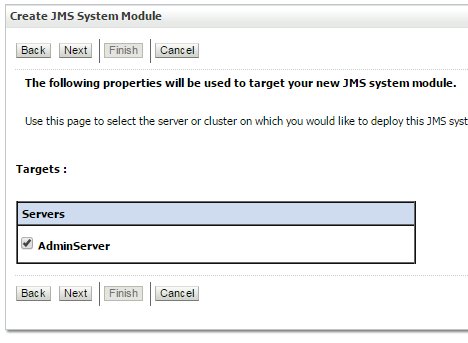 Create JMS System Module
Back Next Finish Cancel
The following properties will be used to target your new JMS system module.
Use this page to select the server or cluster on which you would like to deploy this JMS syst
Targets :
Servers
AdminServer
Back Next Finish Cancel